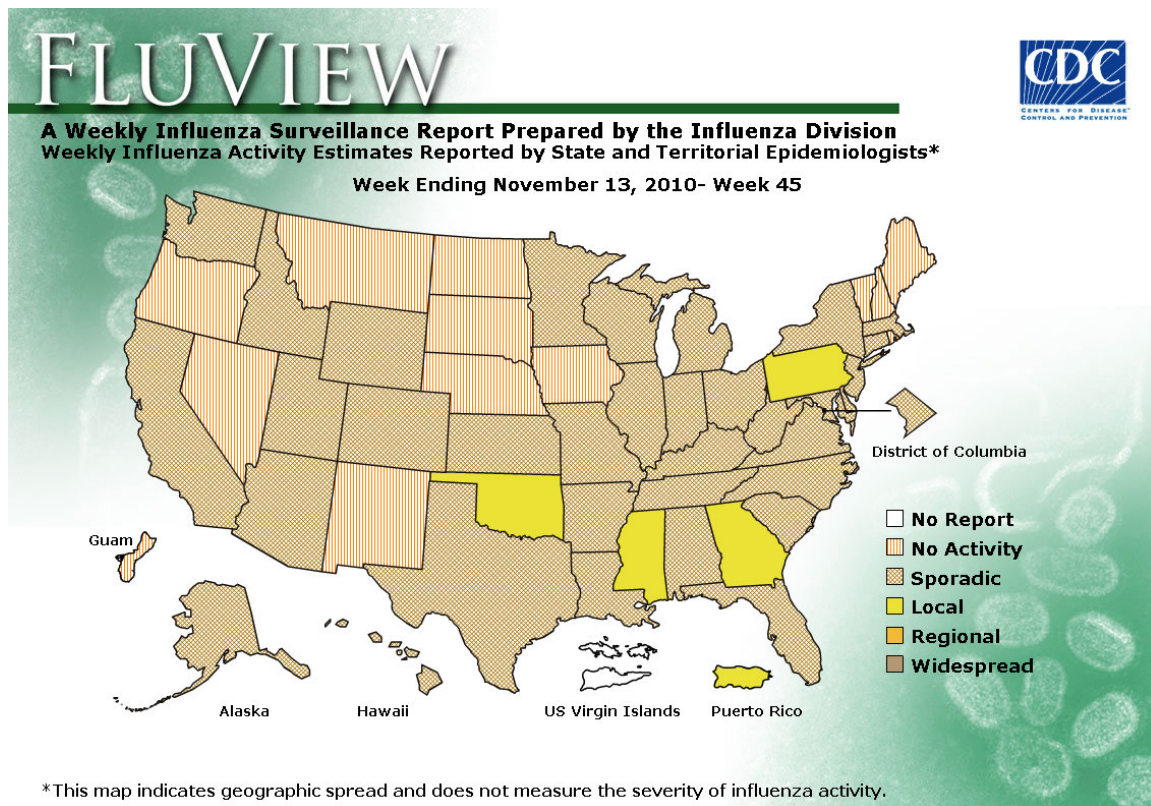 FLUVIEW
CDC
CENTERS FOR DISEASE™
CONTROL AND PREVENTION
A Weekly Influenza Surveillance Report Prepared by the Influenza Division
Weekly Influenza Activity Estimates Reported by State and Territorial Epidemiologists*
Week Ending November 13, 2010- Week 45
District of Columbia
No Report
No Activity
Sporadic
Local
Regional
Widespread
Guam
Alaska
Hawaii
US Virgin Islands
Puerto Rico
*This map indicates geographic spread and does not measure the severity of influenza activity.